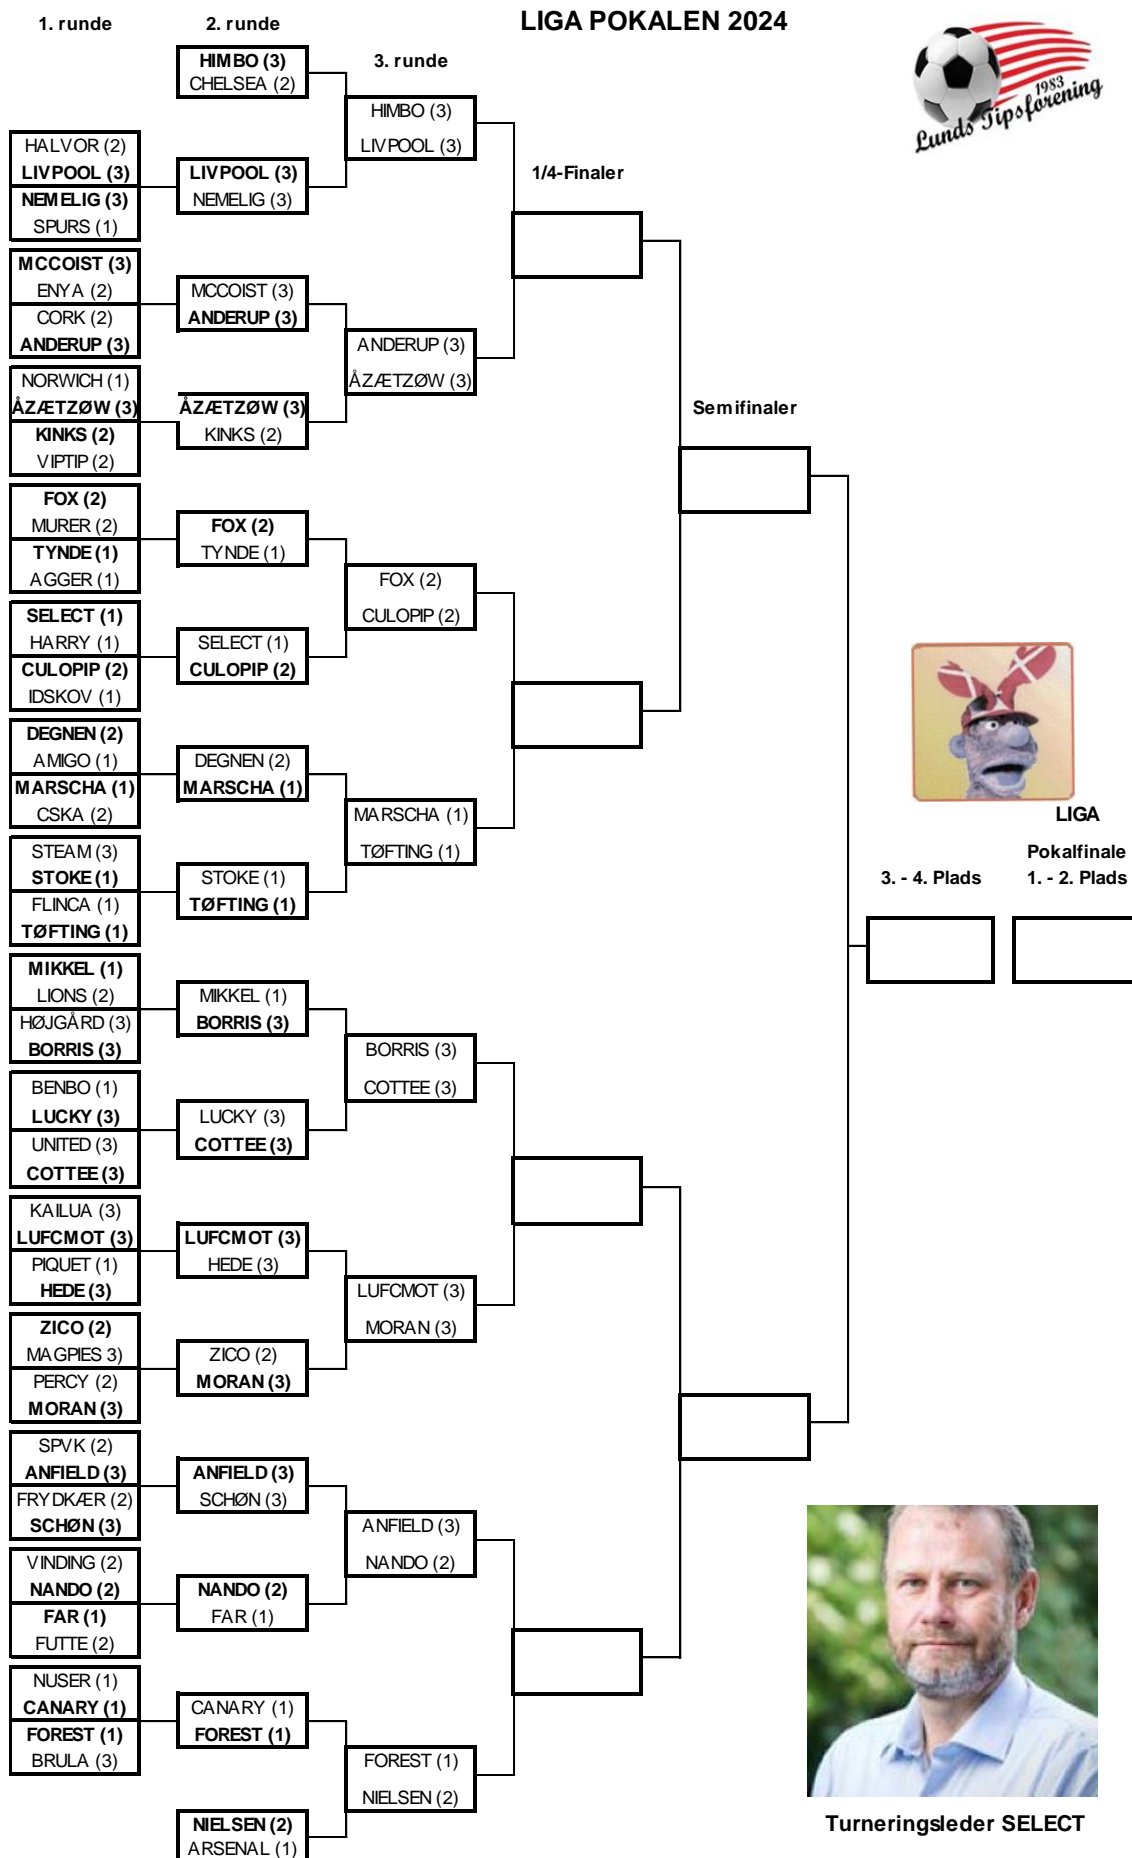 LIGA POKALEN 2024
1. runde
2. runde
3. runde
1/4-Finaler
Semifinaler
3. - 4. Plads
LIGA
Pokalfinale
1. - 2. Plads
1983
Lunds Tipsforening
HALVOR (2)
LIVPOOL (3)
NEMELIG (3)
SPURS (1)
MCCOIST (3)
ENYA (2)
CORK (2)
ANDERUP (3)
NORWICH (1)
ÅZÆTZØW (3)
KINKS (2)
VIPTIP (2)
FOX (2)
MURER (2)
TYNDE (1)
AGGER (1)
SELECT (1)
HARRY (1)
CULOPIP (2)
IDSKOV (1)
DEGNEN (2)
AMIGO (1)
MARSCHA (1)
CSKA (2)
STEAM (3)
STOKE (1)
FLINCA (1)
TØFTING (1)
MIKKEL (1)
LIONS (2)
HØJGÅRD (3)
BORRIS (3)
BENBO (1)
LUCKY (3)
UNITED (3)
COTTEE (3)
KAILUA (3)
LUFCMOT (3)
PIQUET (1)
HEDE (3)
ZICO (2)
MAGPIES 3)
PERCY (2)
MORAN (3)
SPVK (2)
ANFIELD (3)
FRYDKÆR (2)
SCHØN (3)
VINDING (2)
NANDO (2)
FAR (1)
FUTTE (2)
NUSER (1)
CANARY (1)
FOREST (1)
BRULA (3)
HIMBO (3)
CHELSEA (2)
LIVPOOL (3)
NEMELIG (3)
MCCOIST (3)
ANDERUP (3)
ÅZÆTZØW (3)
KINKS (2)
FOX (2)
TYNDE (1)
SELECT (1)
CULOPIP (2)
DEGNEN (2)
MARSCHA (1)
STOKE (1)
TØFTING (1)
MIKKEL (1)
BORRIS (3)
LUCKY (3)
COTTEE (3)
LUFCMOT (3)
HEDE (3)
ZICO (2)
MORAN (3)
ANFIELD (3)
SCHØN (3)
NANDO (2)
FAR (1)
CANARY (1)
FOREST (1)
NIELSEN (2)
ARSENAL (1)
HIMBO (3)
LIVPOOL (3)
ANDERUP (3)
ÅZÆTZØW (3)
FOX (2)
CULOPIP (2)
MARSCHA (1)
TØFTING (1)
BORRIS (3)
COTTEE (3)
LUFCMOT (3)
MORAN (3)
ANFIELD (3)
NANDO (2)
FOREST (1)
NIELSEN (2)
Turneringsleder SELECT